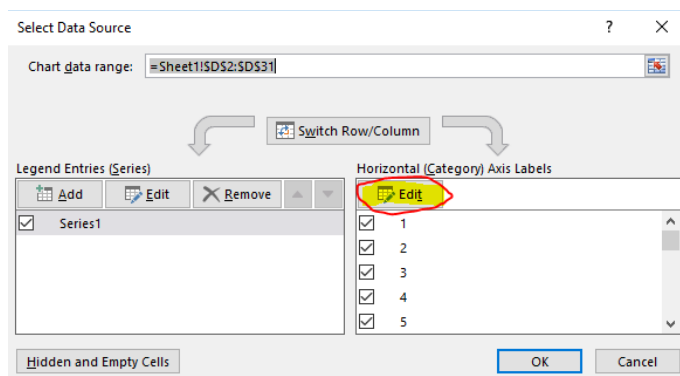 Select Data Source ? ×
Chart data range: =Sheet1!$D$2:$D$31
Switch Row/Column
Legend Entries (Series)
Add Edit Remove
Series1
Horizontal (Category) Axis Labels
Edit
1
2
3
4
5
Hidden and Empty Cells
OK Cancel